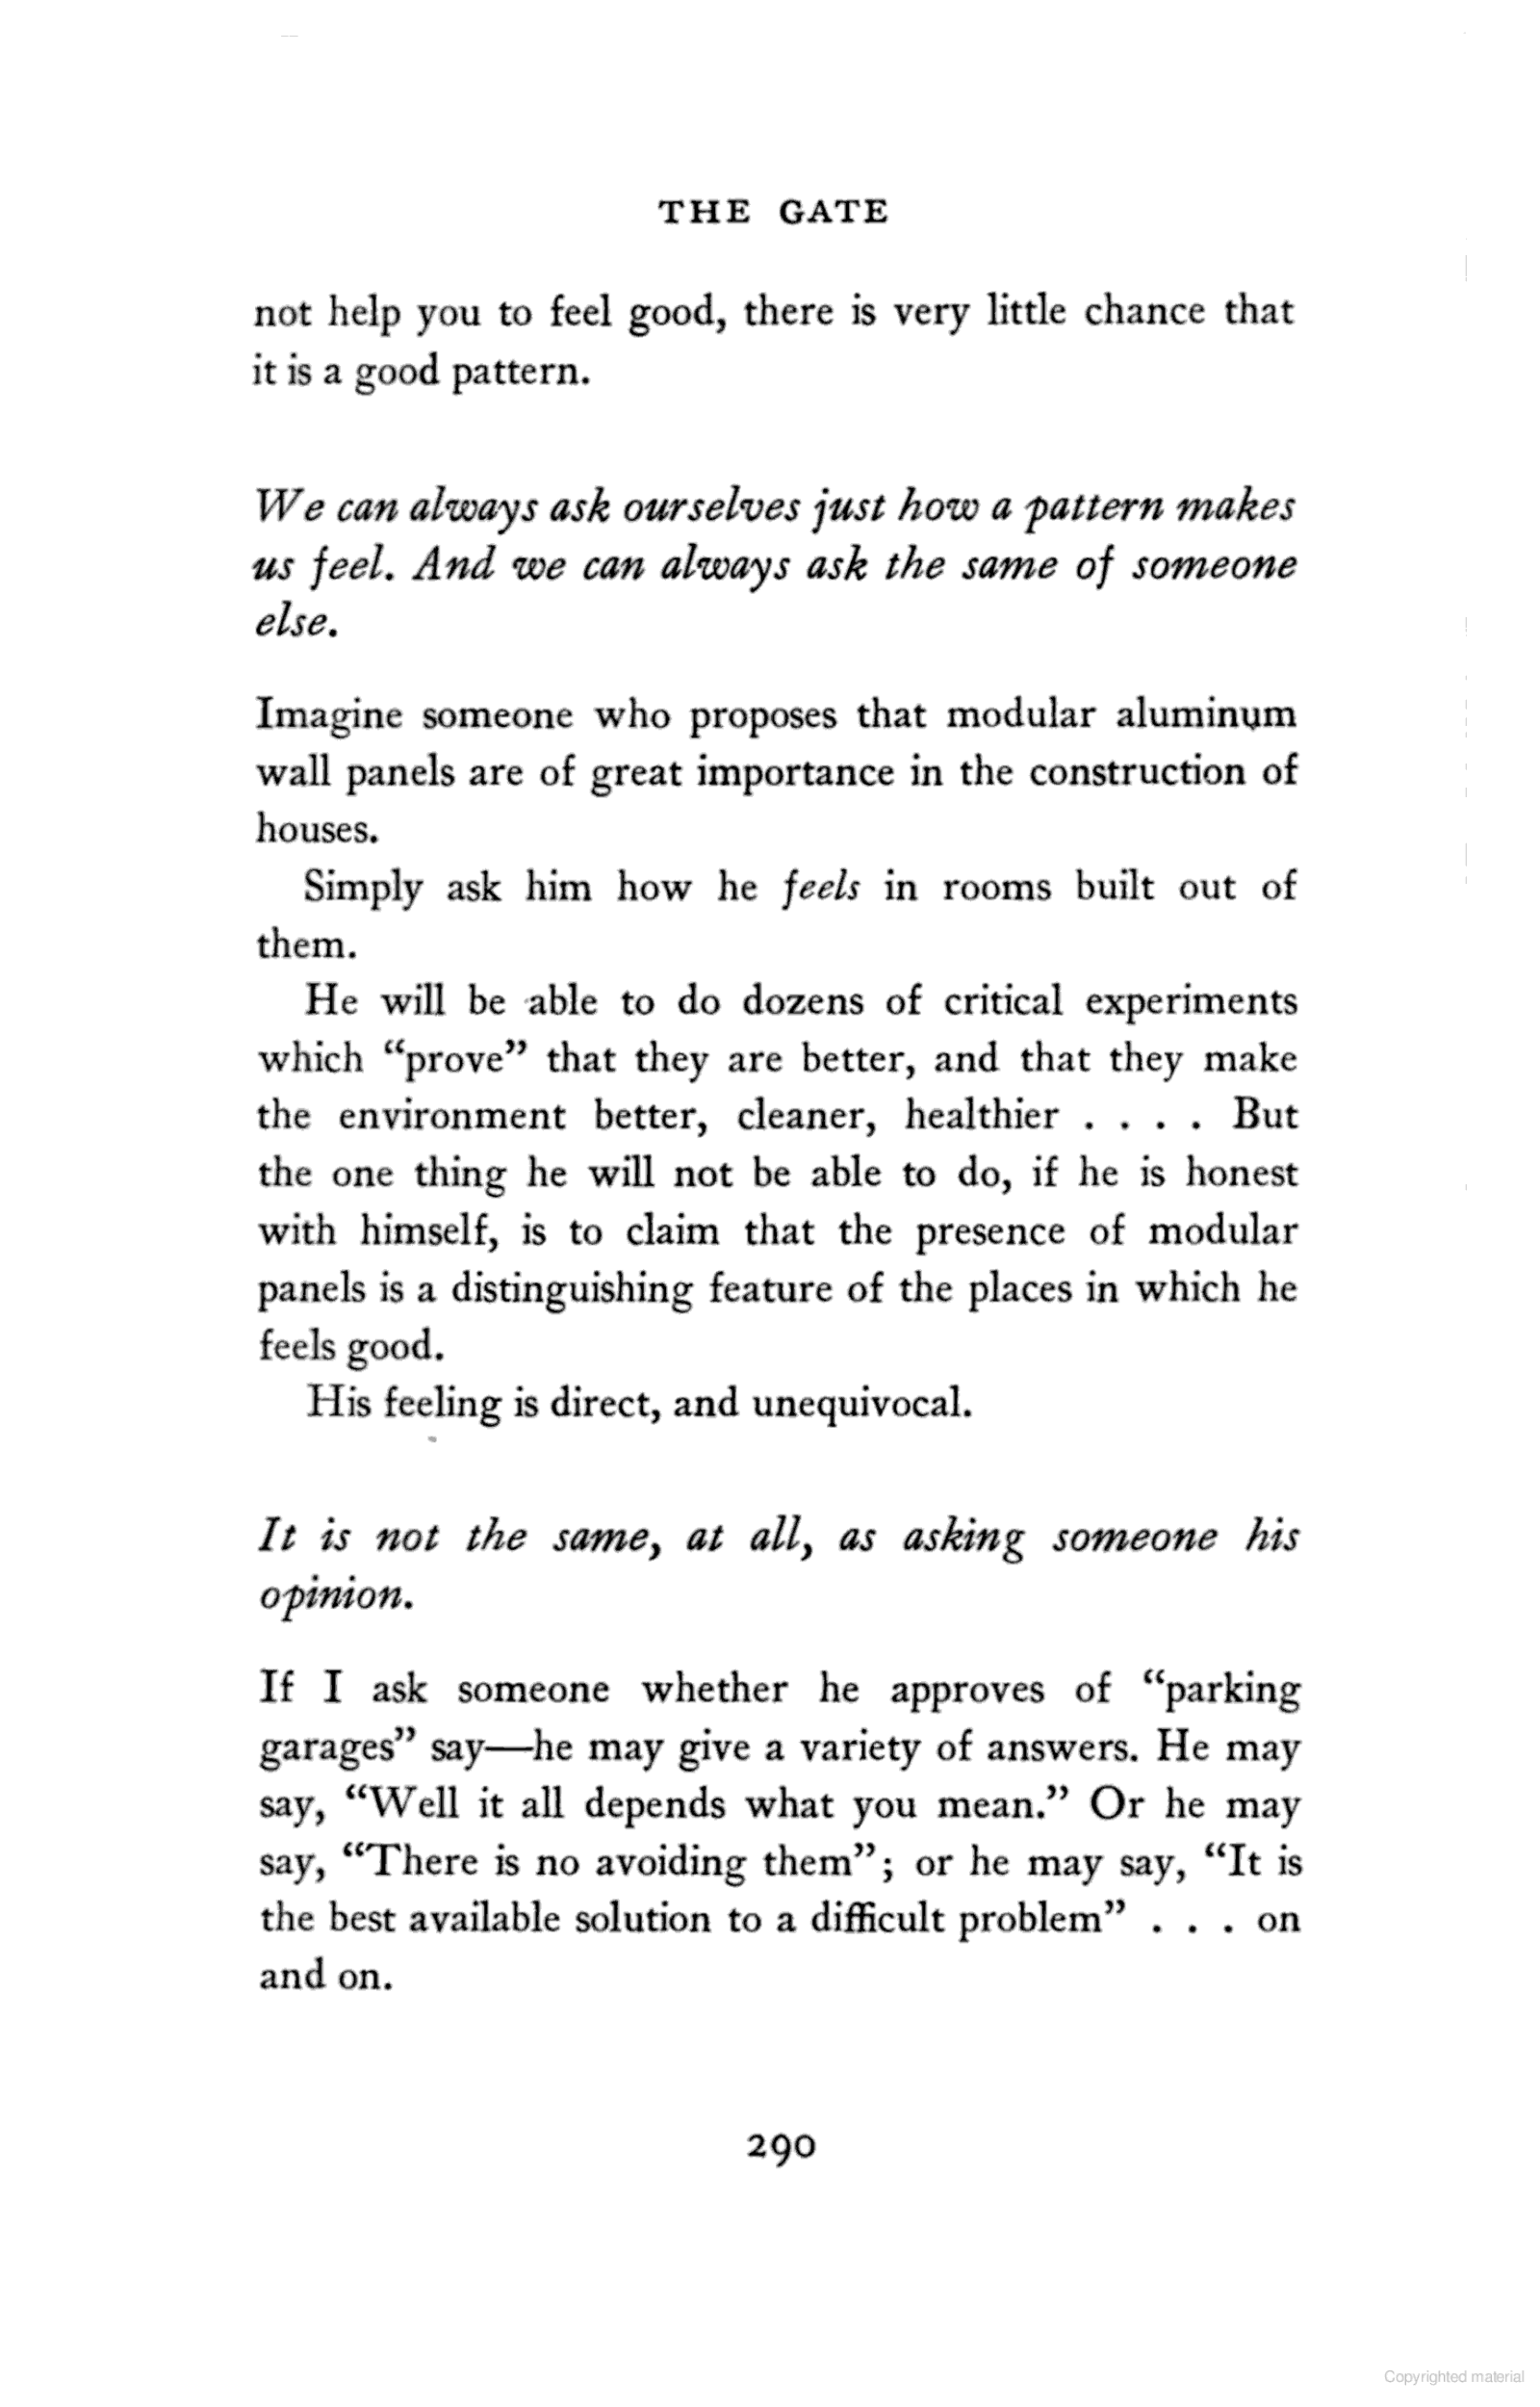 THE GATE
not help you to feel good, there is very little chance that
it is a good pattern.
We can always ask ourselves just how a pattern makes
us feel. And we can always ask the same of someone
else.
Imagine someone who proposes that modular aluminum
wall panels are of great importance in the construction of
houses.
Simply ask him how he feels in rooms built out of
them.
He will be able to do dozens of critical experiments
which “prove” that they are better, and that they make
the environment better, cleaner, healthier . . . . But
the one thing he will not be able to do, if he is honest
with himself, is to claim that the presence of modular
panels is a distinguishing feature of the places in which he
feels good.
His feeling is direct, and unequivocal.
It is not the same, at all, as asking someone his
opinion.
If I ask someone whether he approves of “parking
garages” say—he may give a variety of answers. He may
say, “Well it all depends what you mean.” Or he may
say, “There is no avoiding them”; or he may say, “It is
the best available solution to a difficult problem” . . . on
and on.
290
Copyrighted material